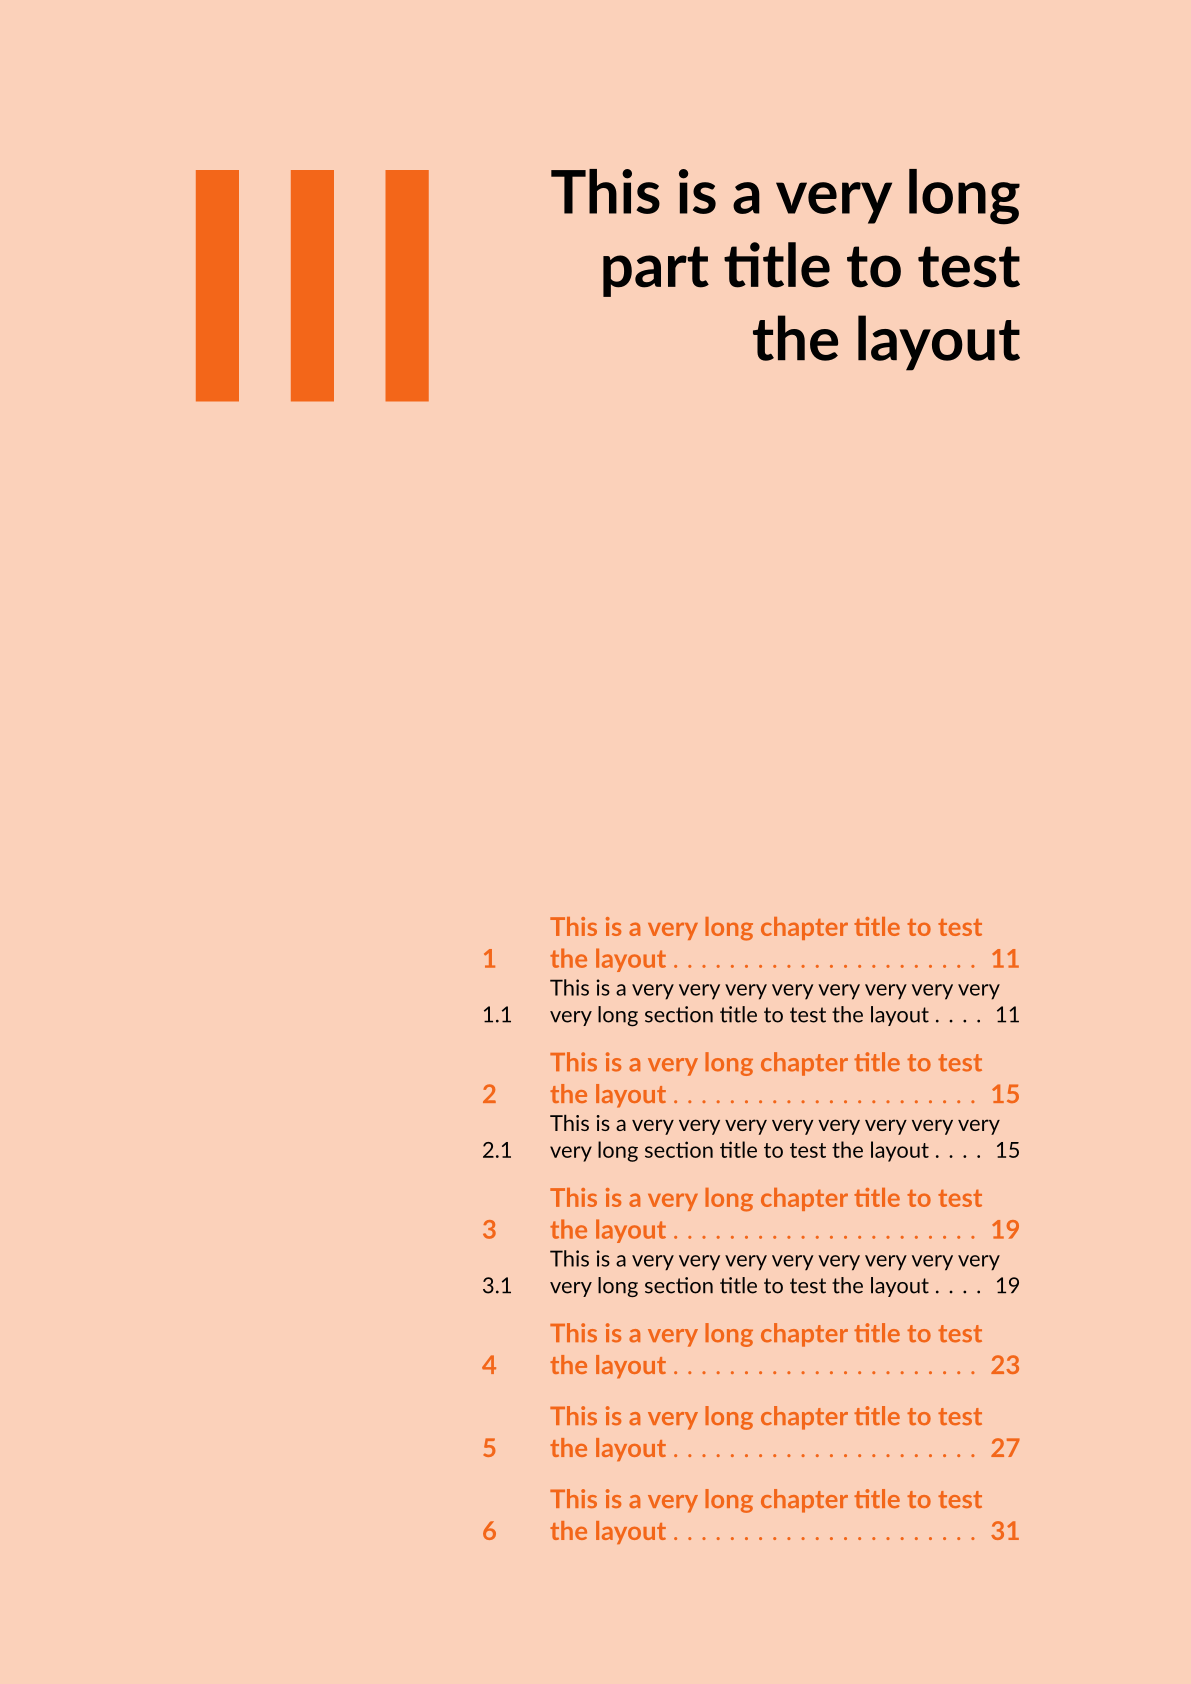 III
This is a very long
part title to test
the layout
This is a very long chapter title to test
1 the layout . . . . . . . . . . . . . . . . . . . . . . 11
This is a very very very very very very very very
1.1 very long section title to test the layout . . . . 11
This is a very long chapter title to test
2 the layout . . . . . . . . . . . . . . . . . . . . . . 15
This is a very very very very very very very very
2.1 very long section title to test the layout . . . . 15
This is a very long chapter title to test
3 the layout . . . . . . . . . . . . . . . . . . . . . . 19
This is a very very very very very very very very
3.1 very long section title to test the layout . . . . 19
This is a very long chapter title to test
4 the layout . . . . . . . . . . . . . . . . . . . . . . 23
This is a very long chapter title to test
5 the layout . . . . . . . . . . . . . . . . . . . . . . 27
This is a very long chapter title to test
6 the layout . . . . . . . . . . . . . . . . . . . . . . 31